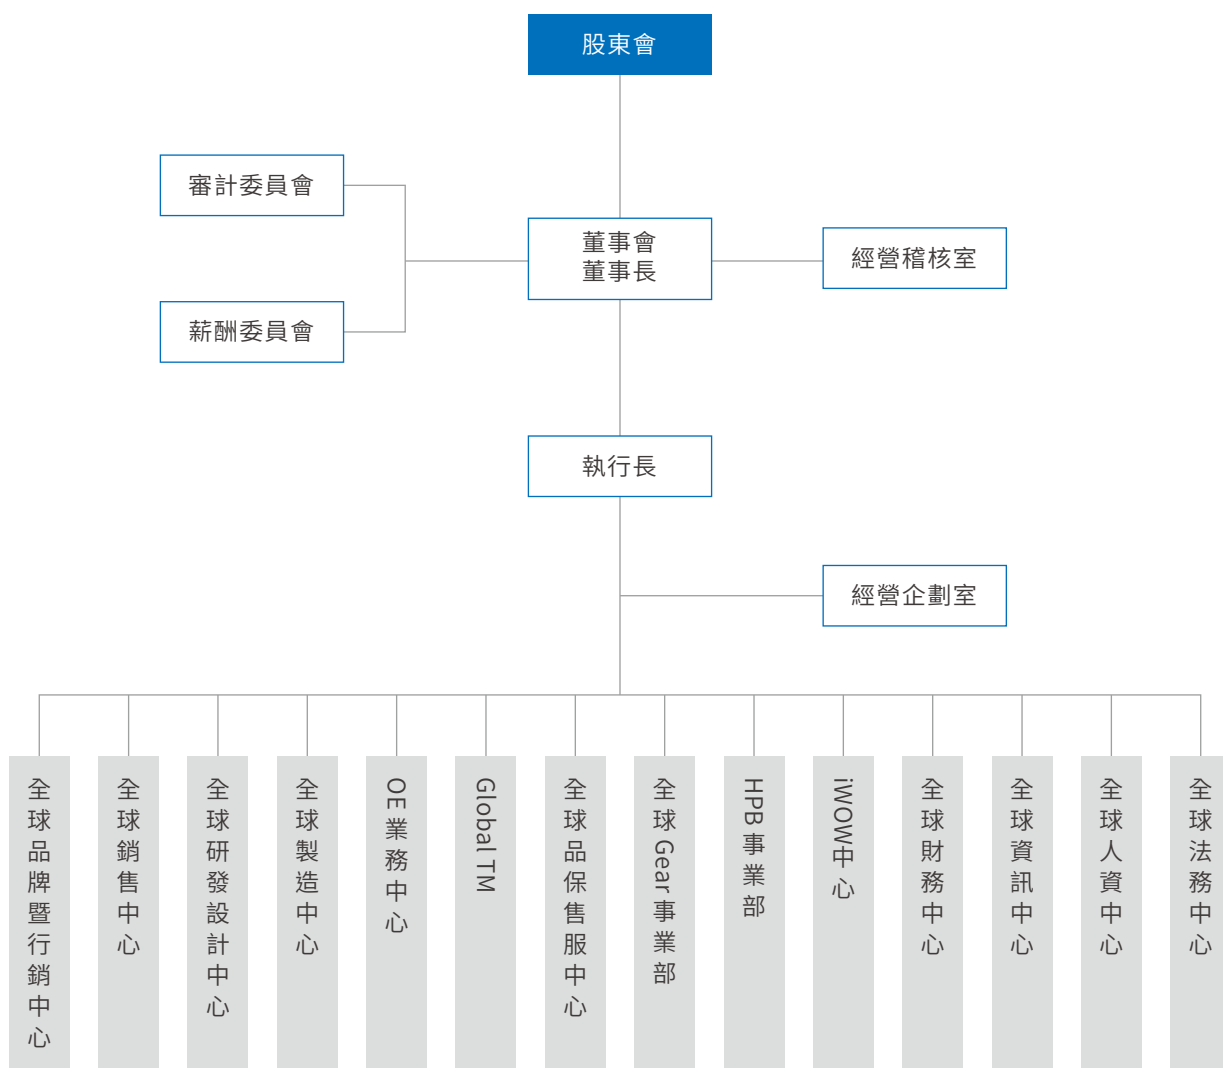 股東會
審計委員會
董事會
董事長
經營稽核室
薪酬委員會
執行長
經營企劃室
全球品牌暨行銷中心
全球銷售中心
全球研發設計中心
全球製造中心
OE業務中心
Global TM
全球品保售服中心
全球Gear事業部
HPB事業部
iWOW中心
全球財務中心
全球資訊中心
全球人資中心
全球法務中心